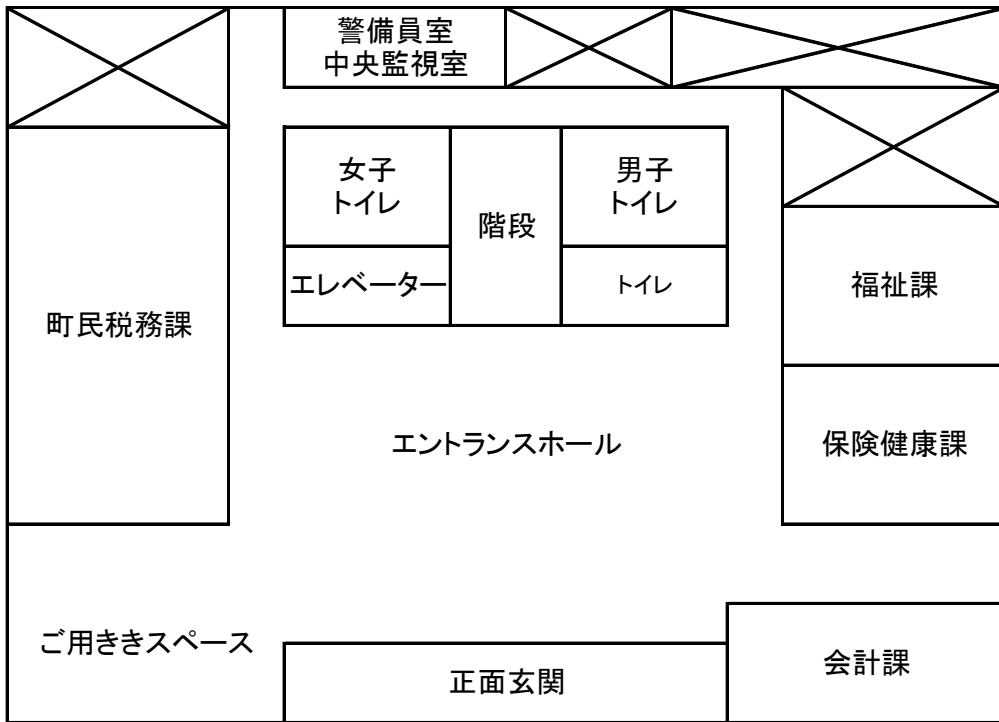 警備員室
中央監視室
女子
トイレ
階段
男子
トイレ
エレベーター
トイレ
福祉課
町民税務課
エントランスホール
保険健康課
ご用ききスペース
正面玄関
会計課